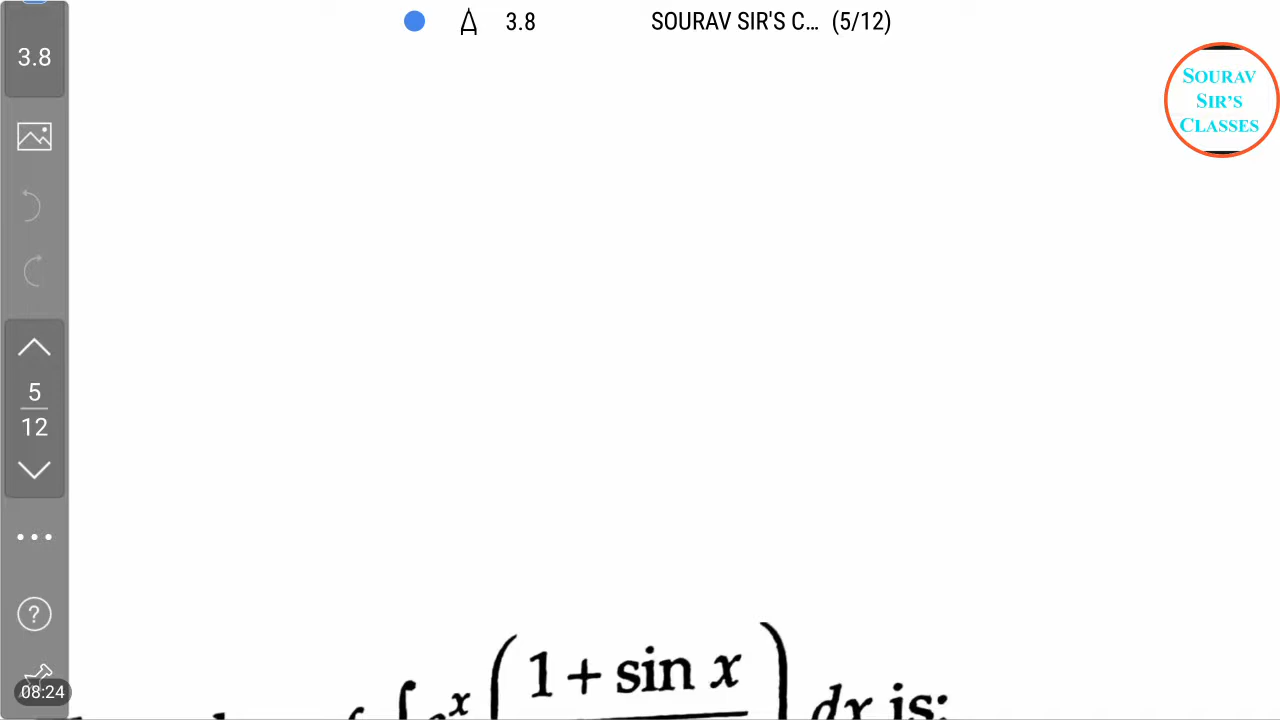 3.8 SOURAV SIR'S C... (5/12)
3.8
SOURAV
SIR'S
CLASSES
5
12
?
08:24
1 + sin x
∫ e^x ( ) dx is: